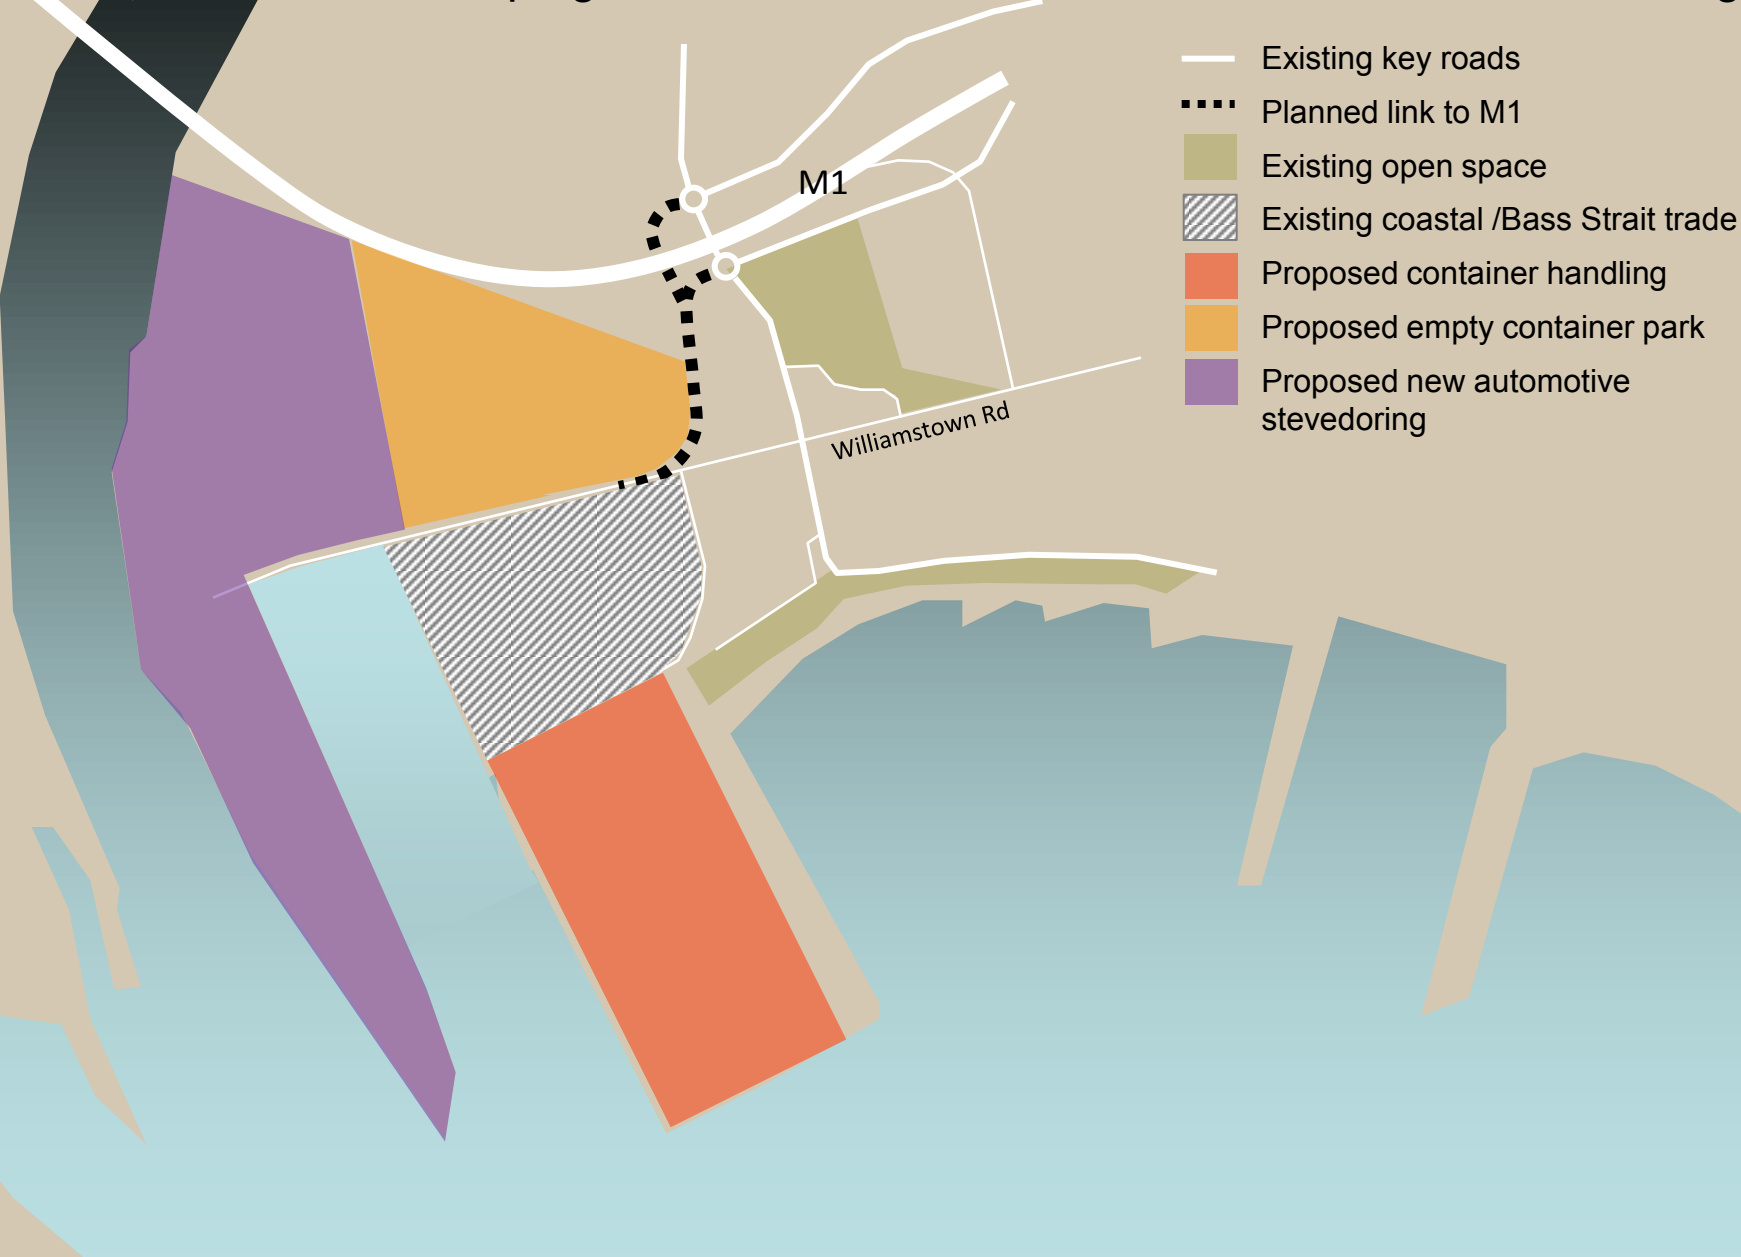 Existing key roads
Planned link to M1
Existing open space
Existing coastal /Bass Strait trade
Proposed container handling
Proposed empty container park
Proposed new automotive
stevedoring
M1
Williamstown Rd